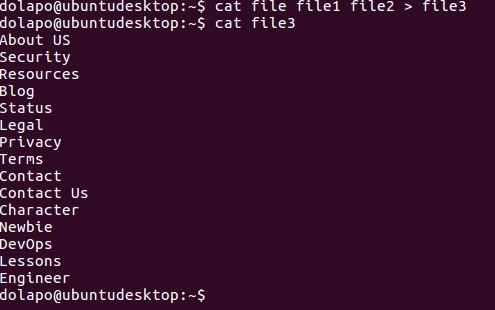 dolapo@ubuntudesktop:~$ cat file file1 file2 > file3
dolapo@ubuntudesktop:~$ cat file3
About US
Security
Resources
Blog
Status
Legal
Privacy
Terms
Contact
Contact Us
Character
Newbie
DevOps
Lessons
Engineer
dolapo@ubuntudesktop:~$